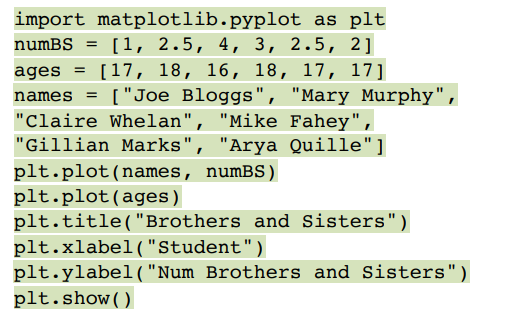 import matplotlib.pyplot as plt
numBS = [1, 2.5, 4, 3, 2.5, 2]
ages = [17, 18, 16, 18, 17, 17]
names = ["Joe Bloggs", "Mary Murphy",
"Claire Whelan", "Mike Fahey",
"Gillian Marks", "Arya Quille"]
plt.plot(names, numBS)
plt.plot(ages)
plt.title("Brothers and Sisters")
plt.xlabel("Student")
plt.ylabel("Num Brothers and Sisters")
plt.show()